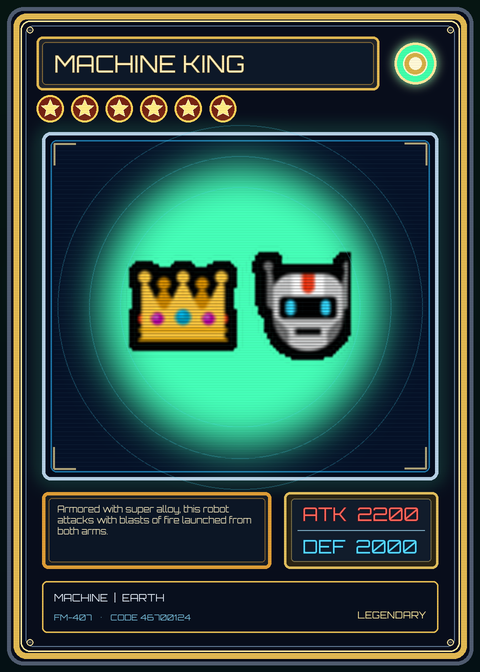 MACHINE KING
Armored with super alloy, this robot
attacks with blasts of fire launched from
both arms.
ATK 2200
DEF 2000
MACHINE | EARTH
FM-407 · CODE 46700124
LEGENDARY